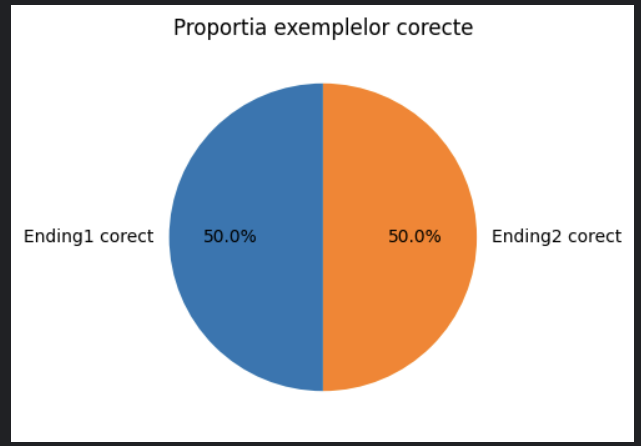 Proportia exemplelor corecte
Ending1 corect
50.0%
50.0%
Ending2 corect